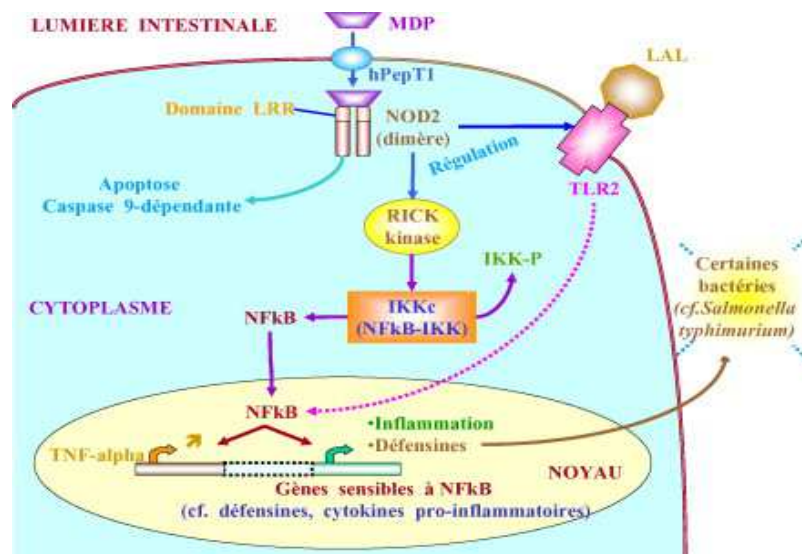 LUMIERE INTESTINALE
MDP
hPepT1
LAL
Domaine LRR
NOD2
(dimère)
Régulation
TLR2
Apoptose
Caspase 9-dépendante
RICK
kinase
IKK-P
Certaines
bactéries
(cf.Salmonella
typhimurium)
CYTOPLASME
NFkB
IKKc
(NFkB-IKK)
NFkB
•Inflammation
•Défensines
TNF-alpha
NOYAU
Gènes sensibles à NFkB
(cf. défensines, cytokines pro-inflammatoires)